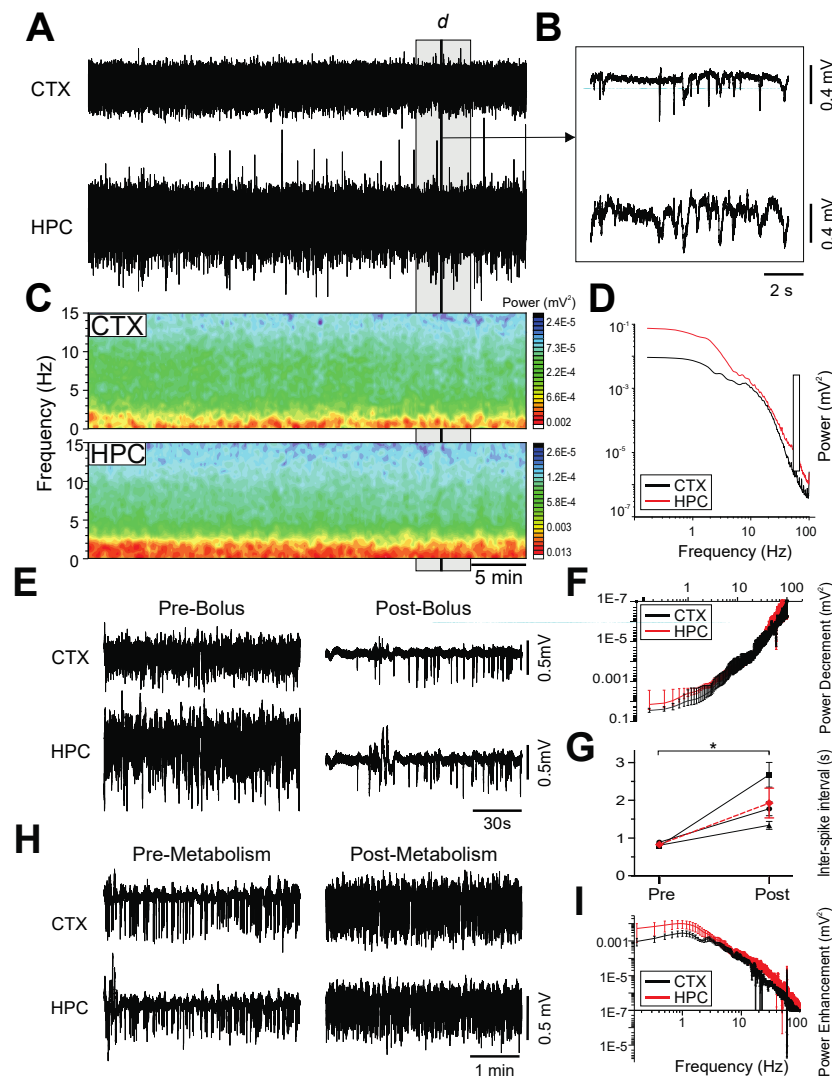 A
d
CTX
HPC
B
0.4 mV
0.4 mV
2 s
C
Power (mV²)
CTX
15
10
5
0
2.4E-5
7.3E-5
2.2E-4
6.6E-4
0.002
Frequency (Hz)
HPC
15
10
5
0
2.6E-5
1.2E-4
5.8E-4
0.003
0.013
5 min
D
10⁻¹
10⁻³
10⁻⁵
10⁻⁷
CTX
HPC
1
10
100
Frequency (Hz)
Power (mV²)
E
Pre-Bolus
Post-Bolus
CTX
HPC
0.5mV
0.5mV
30s
F
1
10
100
1E-7
1E-5
0.001
0.1
CTX
HPC
Power Decrement (mV²)
G
*
3
2
1
0
Pre
Post
Inter-spike interval (s)
H
Pre-Metabolism
Post-Metabolism
CTX
HPC
0.5 mV
1 min
I
0.001
1E-5
1E-7
1E-5
CTX
HPC
1
10
100
Frequency (Hz)
Power Enhancement (mV²)